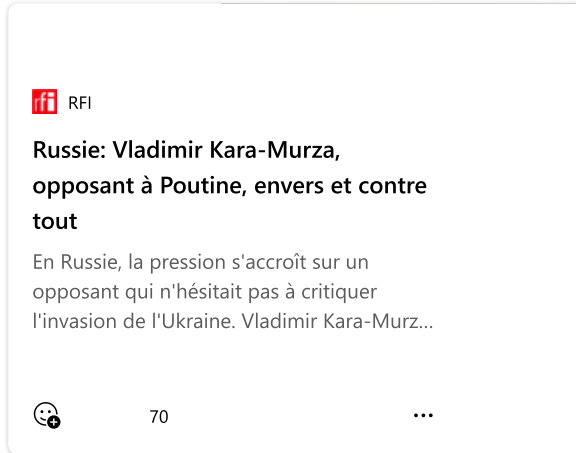 rfi RFI
Russie: Vladimir Kara-Murza,
opposant à Poutine, envers et contre
tout
En Russie, la pression s'accroît sur un
opposant qui n'hésitait pas à critiquer
l'invasion de l'Ukraine. Vladimir Kara-Murz...
70